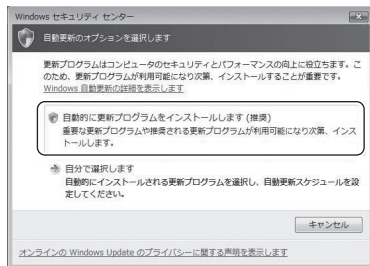 Windows セキュリティ センター
自動更新のオプションを選択します
更新プログラムはコンピュータのセキュリティとパフォーマンスの向上に役立ちます。こ
のため、更新プログラムが利用可能になり次第、インストールすることが重要です。
Windows 自動更新の詳細を表示します
自動的に更新プログラムをインストールします (推奨)
重要な更新プログラムや推奨される更新プログラムが利用可能になり次第、インス
トールします。
自分で選択します
自動的にインストールされる更新プログラムを選択し、自動更新スケジュールを設
定してください。
キャンセル
オンラインの Windows Update のプライバシーに関する声明を表示します